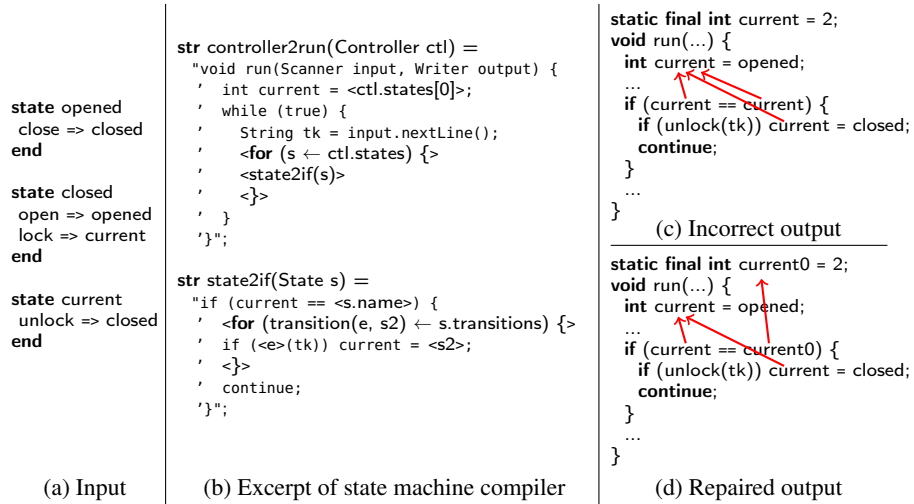 state opened
close => closed
end
state closed
open => opened
lock => current
end
state current
unlock => closed
end
(a) Input
str controller2run(Controller ctl) =
"void run(Scanner input, Writer output) {
' int current = <ctl.states[0]>;
' while (true) {
' String tk = input.nextLine();
' <for (s ← ctl.states) {>
' <state2if(s)>
' <}>
' }
'}";
str state2if(State s) =
"if (current == <s.name>) {
' <for (transition(e, s2) ← s.transitions) {>
' if (<e>(tk)) current = <s2>;
' <}>
' continue;
'}";
(b) Excerpt of state machine compiler
static final int current = 2;
void run(...) {
int current = opened;
...
if (current == current) {
if (unlock(tk)) current = closed;
continue;
}
...
}
(c) Incorrect output
static final int current0 = 2;
void run(...) {
int current = opened;
...
if (current == current0) {
if (unlock(tk)) current = closed;
continue;
}
...
}
(d) Repaired output